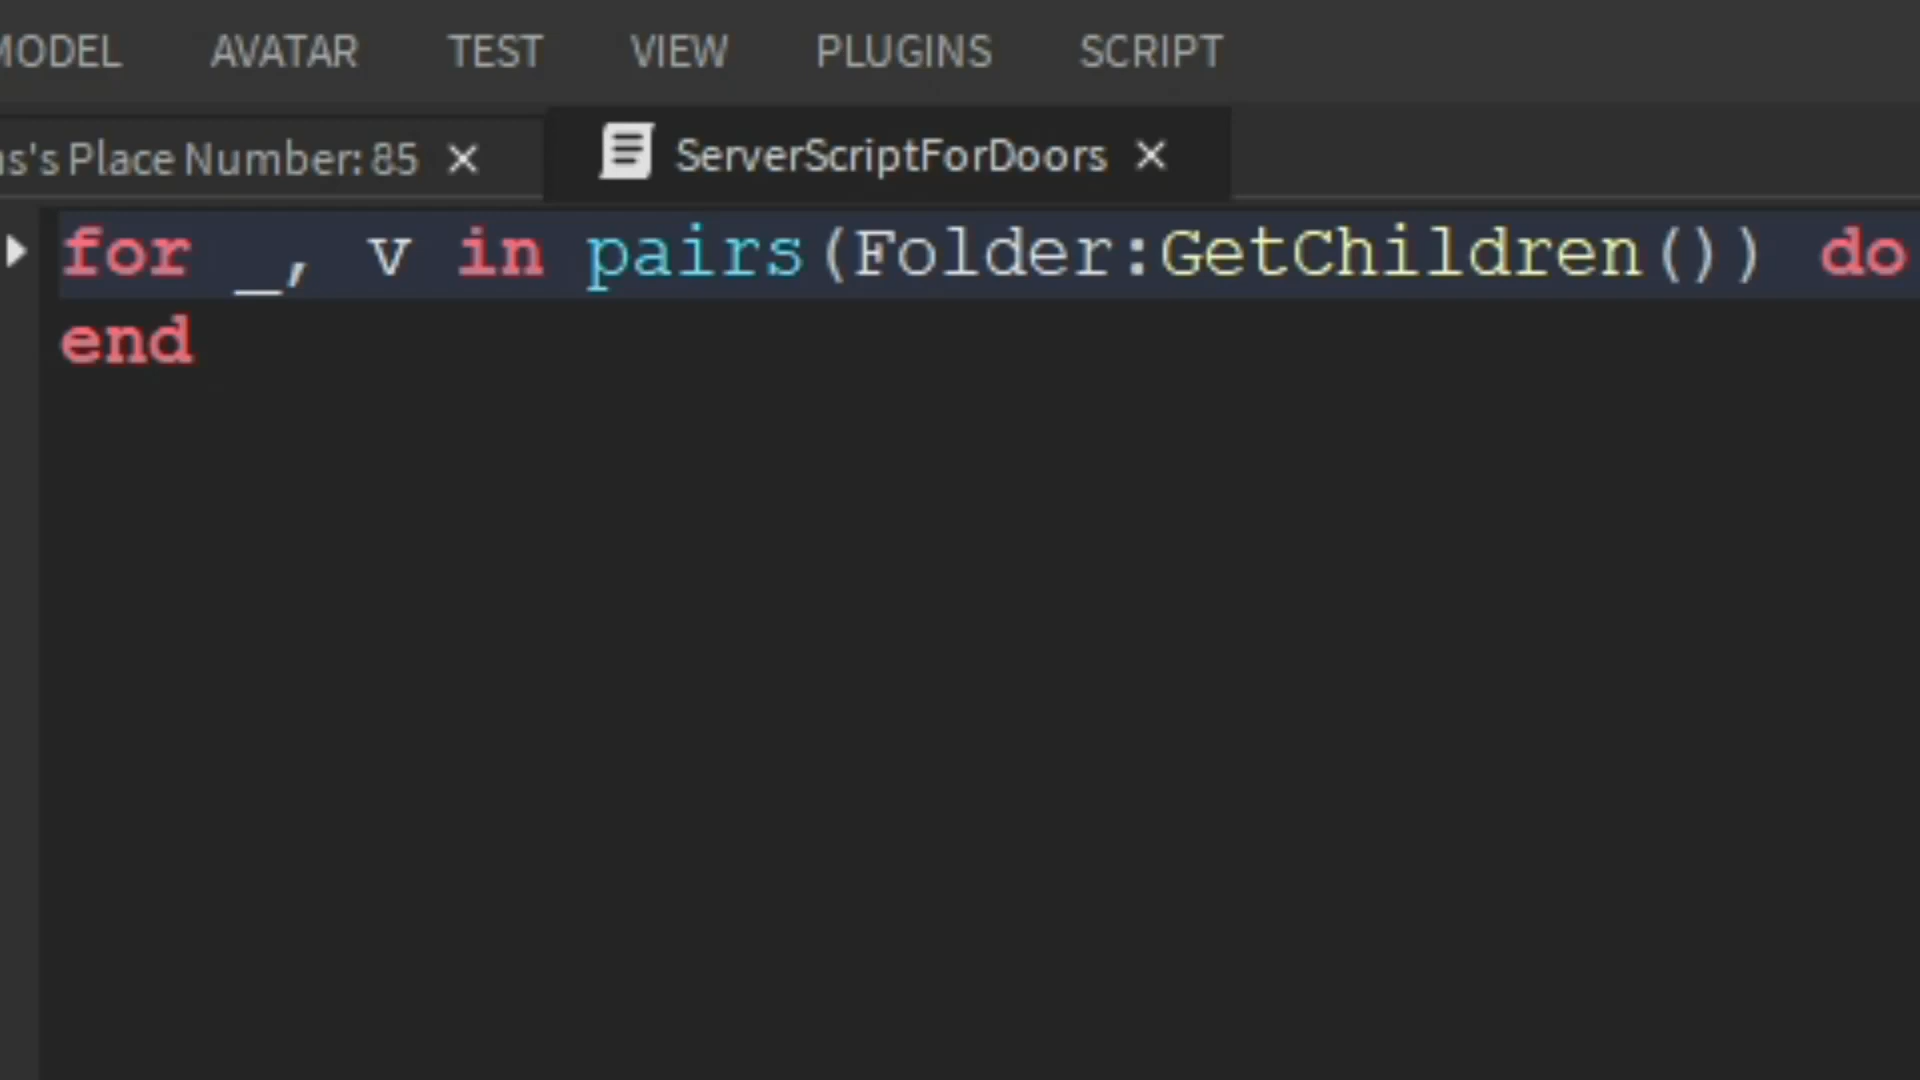 MODEL AVATAR TEST VIEW PLUGINS SCRIPT
's Place Number: 85 ServerScriptForDoors
for _, v in pairs(Folder:GetChildren()) do
end